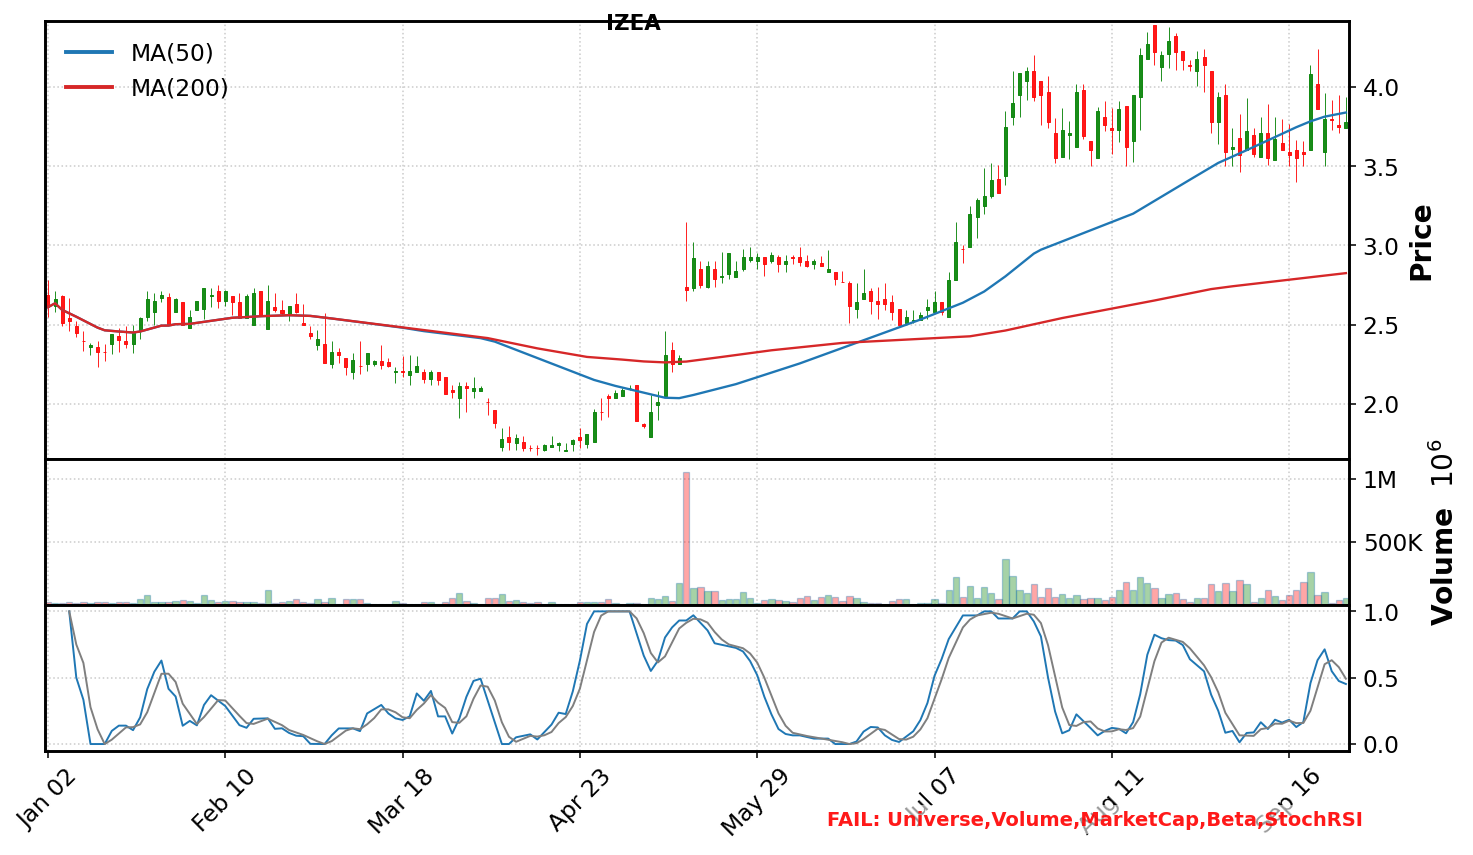 IZEA
MA(50)
MA(200)
4.0
3.5
3.0
2.5
2.0
Price
1M
500K
Volume 10⁶
1.0
0.5
0.0
Jan 02
Feb 10
Mar 18
Apr 23
May 29
Jul 07
Aug 11
Sep 16
FAIL: Universe,Volume,MarketCap,Beta,StochRSI